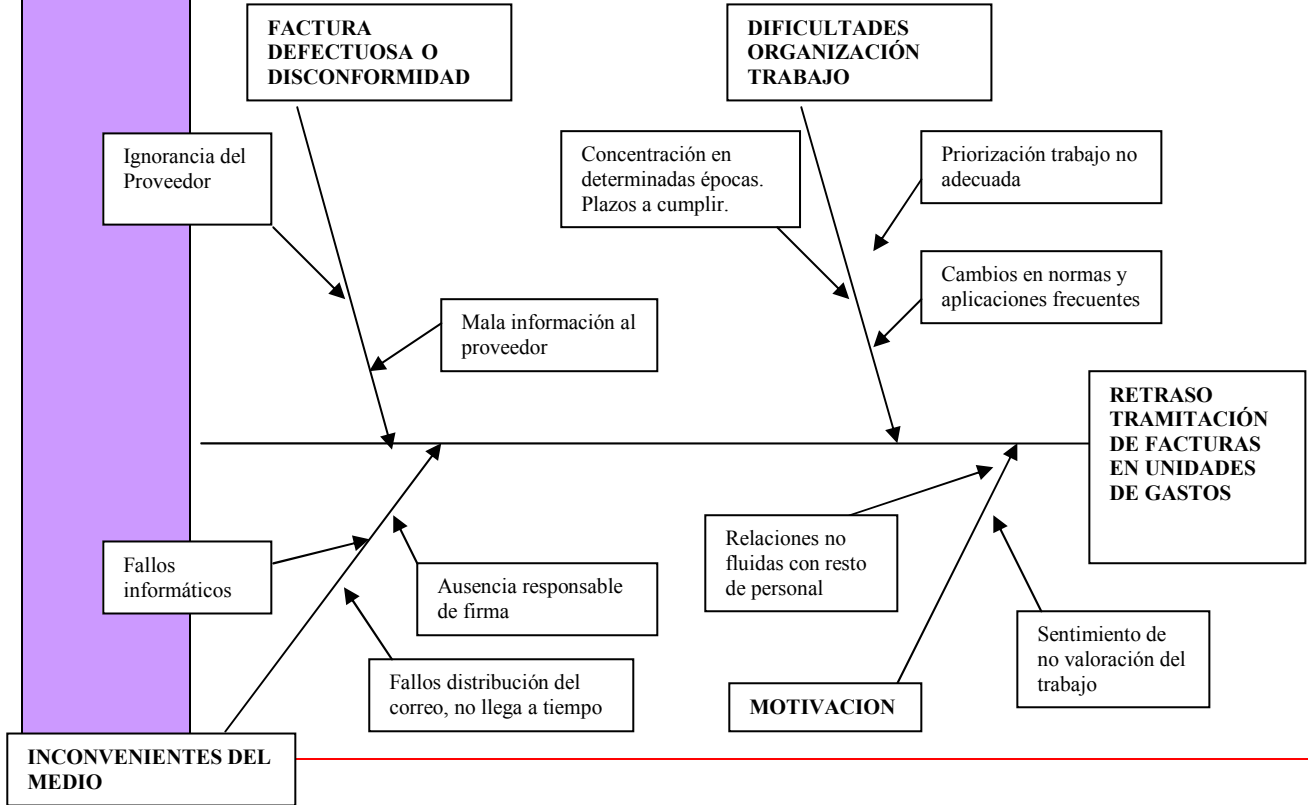 FACTURA
DEFECTUOSA O
DISCONFORMIDAD
DIFICULTADES
ORGANIZACIÓN
TRABAJO
Ignorancia del
Proveedor
Concentración en
determinadas épocas.
Plazos a cumplir.
Priorización trabajo no
adecuada
Cambios en normas y
aplicaciones frecuentes
Mala información al
proveedor
RETRASO
TRAMITACIÓN
DE FACTURAS
EN UNIDADES
DE GASTOS
Fallos
informáticos
Ausencia responsable
de firma
Relaciones no
fluidas con resto
de personal
Sentimiento de
no valoración del
trabajo
Fallos distribución del
correo, no llega a tiempo
MOTIVACION
INCONVENIENTES DEL
MEDIO